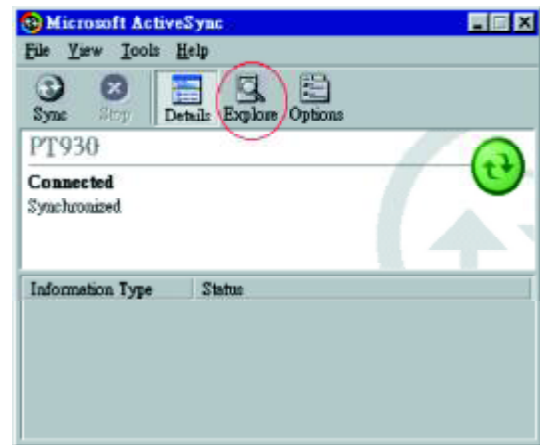 Microsoft ActiveSync
File View Tools Help
Sync Stop Details Explore Options
PT930
Connected
Synchronized
Information Type Status